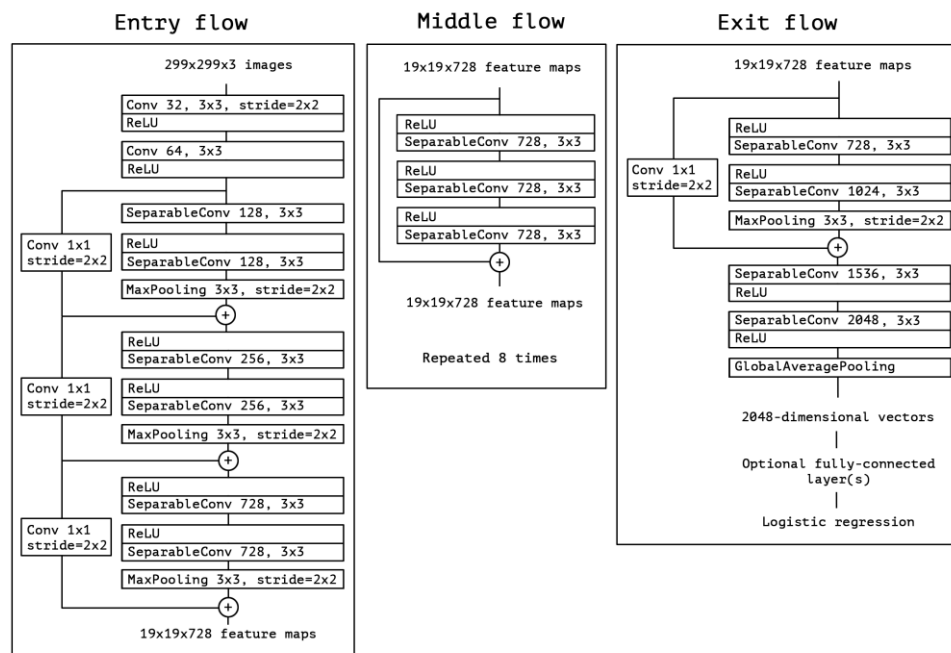 Entry flow
299x299x3 images
Conv 32, 3x3, stride=2x2
ReLU
Conv 64, 3x3
ReLU
SeparableConv 128, 3x3
Conv 1x1
stride=2x2
ReLU
SeparableConv 128, 3x3
MaxPooling 3x3, stride=2x2
+
ReLU
SeparableConv 256, 3x3
Conv 1x1
stride=2x2
ReLU
SeparableConv 256, 3x3
MaxPooling 3x3, stride=2x2
+
ReLU
SeparableConv 728, 3x3
Conv 1x1
stride=2x2
ReLU
SeparableConv 728, 3x3
MaxPooling 3x3, stride=2x2
+
19x19x728 feature maps
Middle flow
19x19x728 feature maps
ReLU
SeparableConv 728, 3x3
ReLU
SeparableConv 728, 3x3
ReLU
SeparableConv 728, 3x3
+
19x19x728 feature maps
Repeated 8 times
Exit flow
19x19x728 feature maps
ReLU
SeparableConv 728, 3x3
Conv 1x1
stride=2x2
ReLU
SeparableConv 1024, 3x3
MaxPooling 3x3, stride=2x2
+
SeparableConv 1536, 3x3
ReLU
SeparableConv 2048, 3x3
ReLU
GlobalAveragePooling
2048-dimensional vectors
Optional fully-connected
layer(s)
Logistic regression